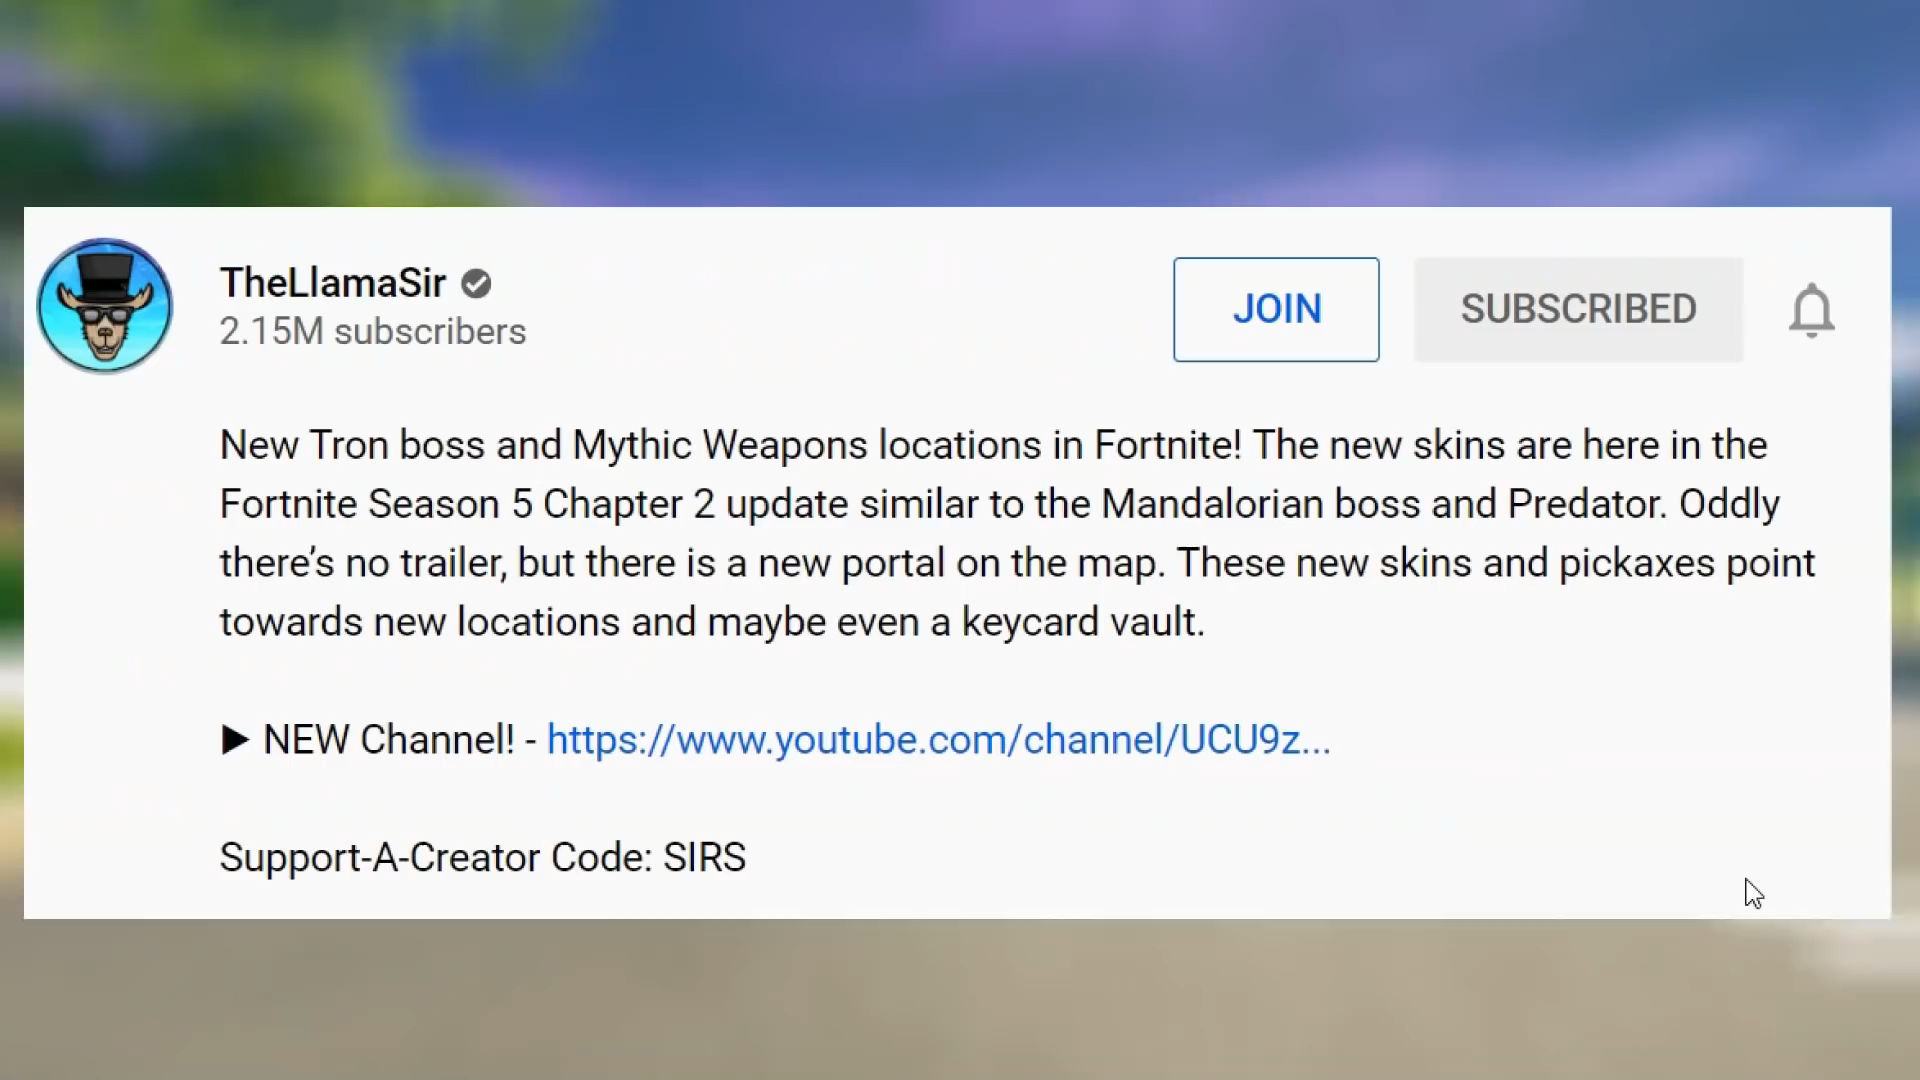 TheLlamaSir
2.15M subscribers
JOIN
SUBSCRIBED
New Tron boss and Mythic Weapons locations in Fortnite! The new skins are here in the
Fortnite Season 5 Chapter 2 update similar to the Mandalorian boss and Predator. Oddly
there’s no trailer, but there is a new portal on the map. These new skins and pickaxes point
towards new locations and maybe even a keycard vault.
▶ NEW Channel! - https://www.youtube.com/channel/UCU9z...
Support-A-Creator Code: SIRS